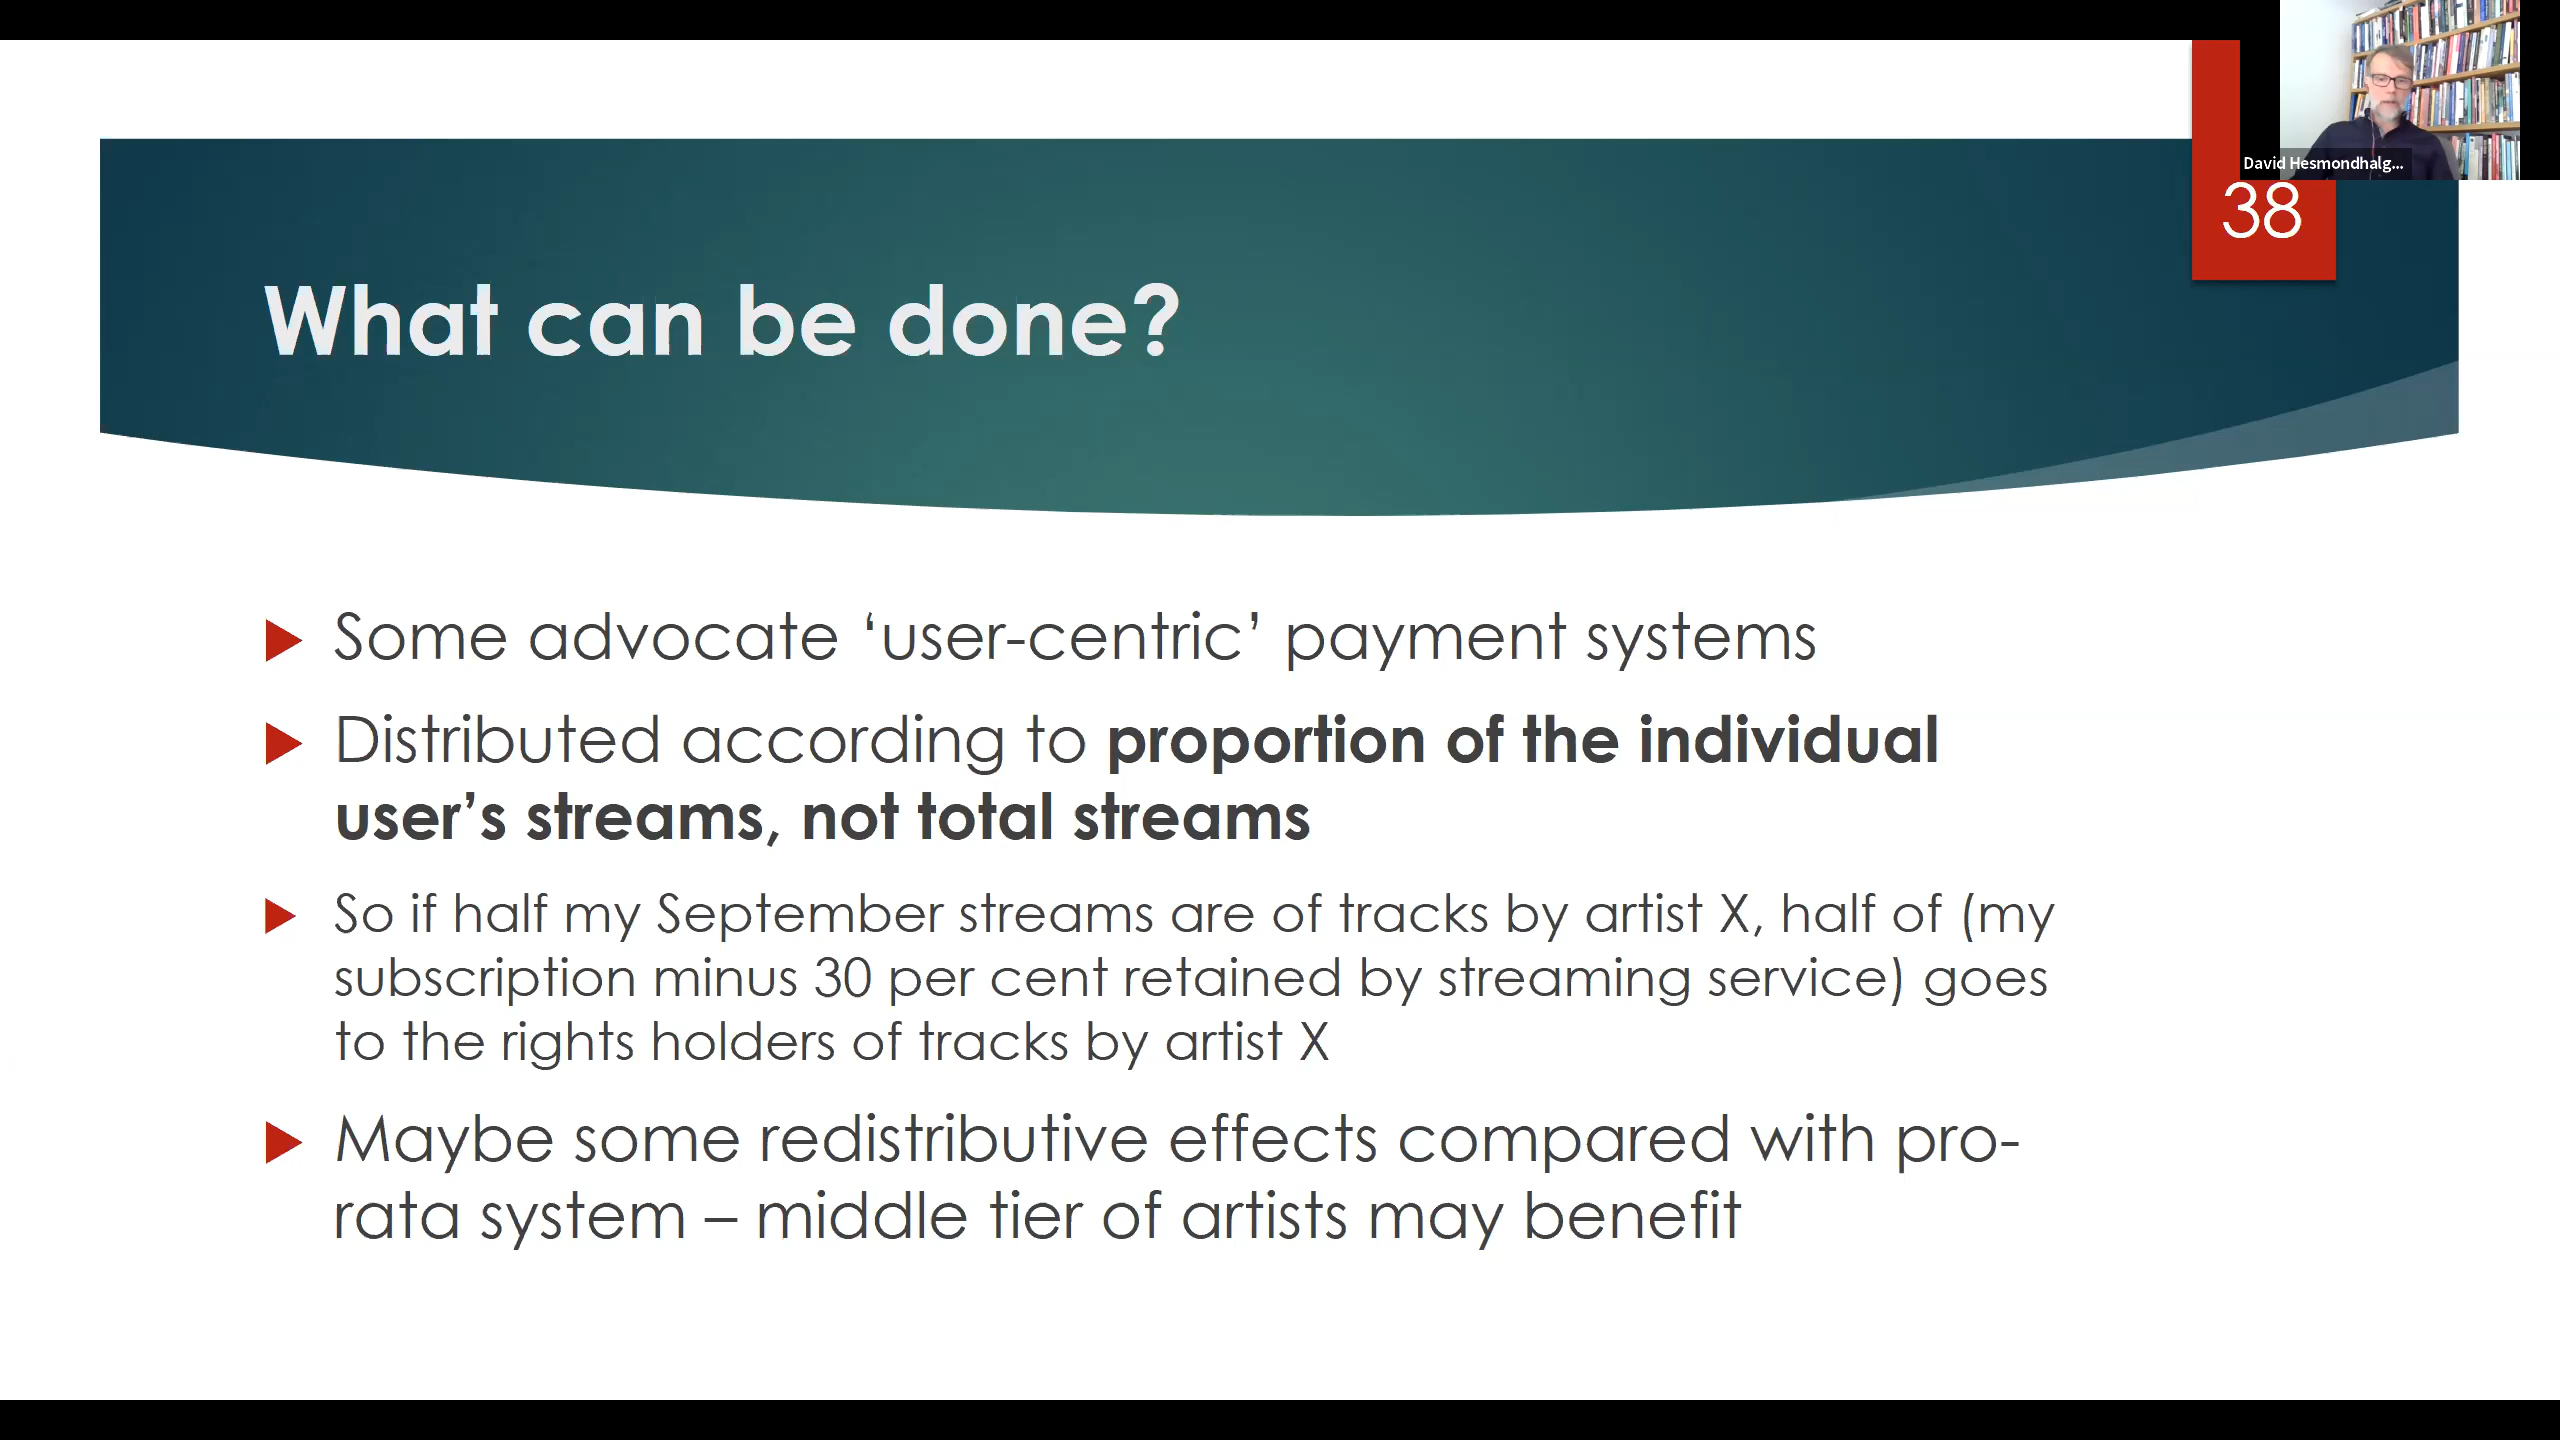 David Hesmondhalg...
38
What can be done?
Some advocate ‘user-centric’ payment systems
Distributed according to proportion of the individual
user’s streams, not total streams
So if half my September streams are of tracks by artist X, half of (my
subscription minus 30 per cent retained by streaming service) goes
to the rights holders of tracks by artist X
Maybe some redistributive effects compared with pro-
rata system – middle tier of artists may benefit